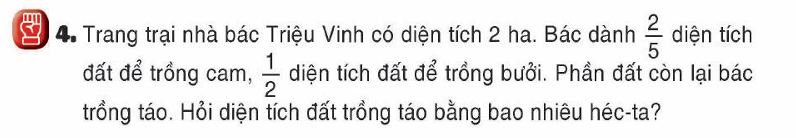 4. Trang trại nhà bác Triệu Vinh có diện tích 2 ha. Bác dành 2/5 diện tích
đất để trồng cam, 1/2 diện tích đất để trồng bưởi. Phần đất còn lại bác
trồng táo. Hỏi diện tích đất trồng táo bằng bao nhiêu héc-ta?